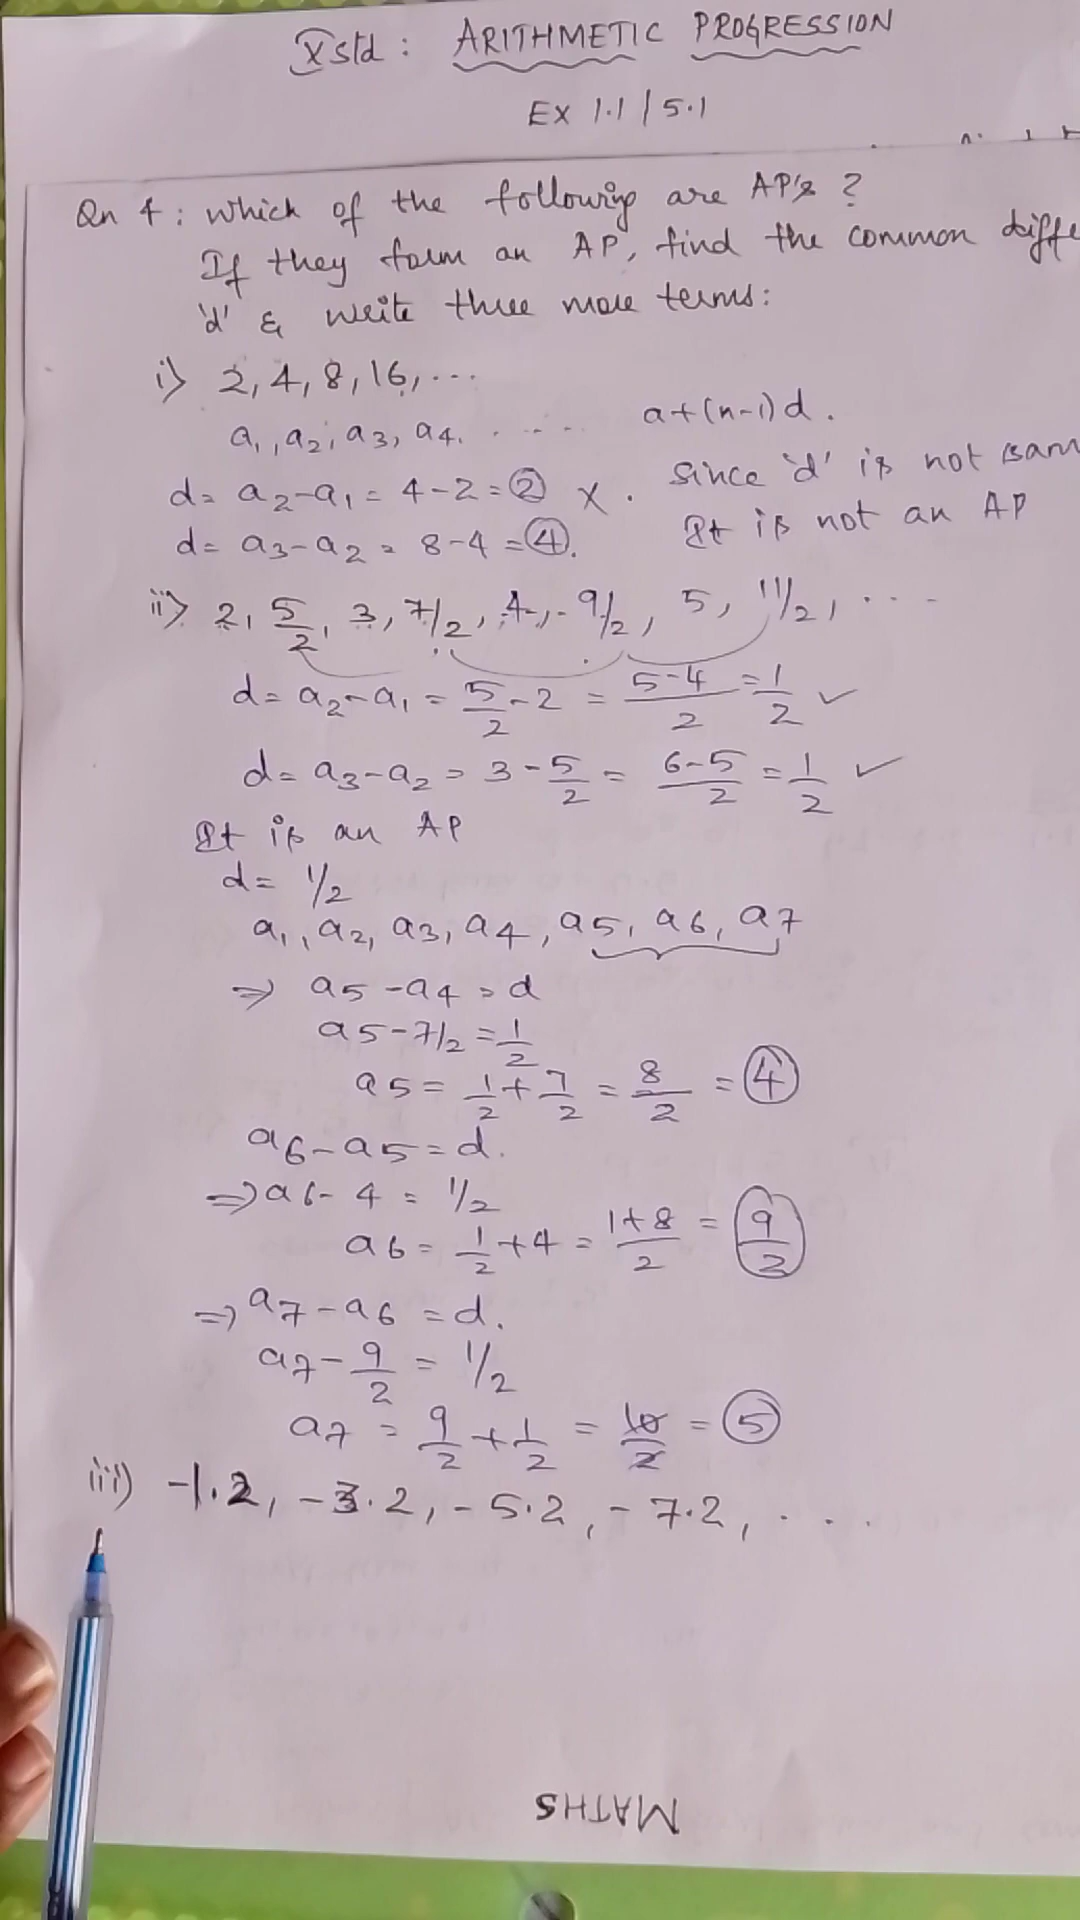 X std : ARITHMETIC PROGRESSION
EX 1.1 / 5.1
Qn 4 : Which of the following are AP's ?
If they form an AP, find the common diffe
'd' & write three more terms:
i) 2, 4, 8, 16, ...
a1, a2, a3, a4. . . . . a+(n-1)d.
d = a2-a1 = 4-2 = 2 X . Since 'd' is not sam
d = a3-a2 = 8-4 = 4. It is not an AP
ii) 2, 5/2, 3, 7/2, 4, 9/2, 5, 11/2, ....
d = a2-a1 = 5/2 - 2 = 5-4/2 = 1/2 ✓
d = a3-a2 = 3 - 5/2 = 6-5/2 = 1/2 ✓
It is an AP
d = 1/2
a1, a2, a3, a4, a5, a6, a7
⇒ a5 - a4 = d
a5 - 7/2 = 1/2
a5 = 1/2 + 7/2 = 8/2 = 4
a6 - a5 = d.
⇒ a6 - 4 = 1/2
a6 = 1/2 + 4 = 1+8/2 = 9/2
⇒ a7 - a6 = d.
a7 - 9/2 = 1/2
a7 = 9/2 + 1/2 = 10/2 = 5
iii) -1.2, -3.2, -5.2, -7.2, . . .
MATHS